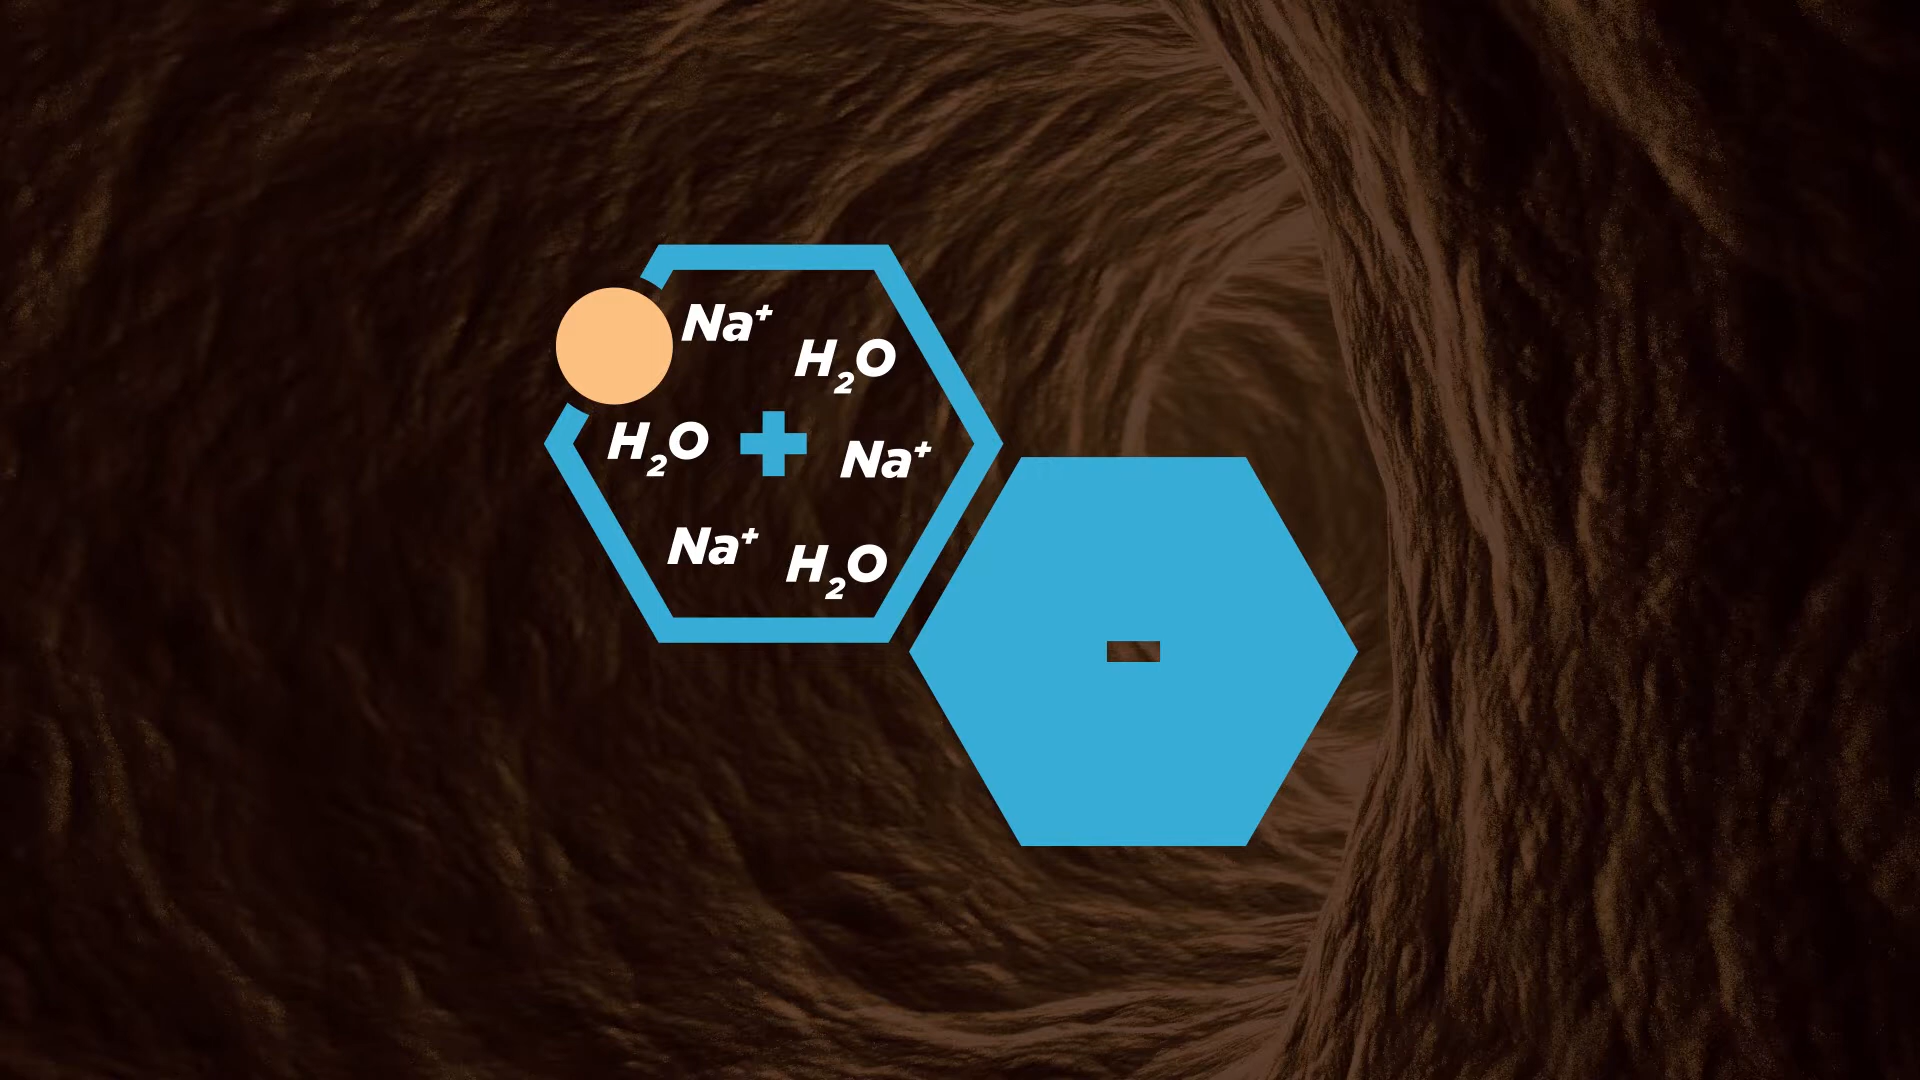 Na⁺
H₂O
H₂O + Na⁺
Na⁺ H₂O
-